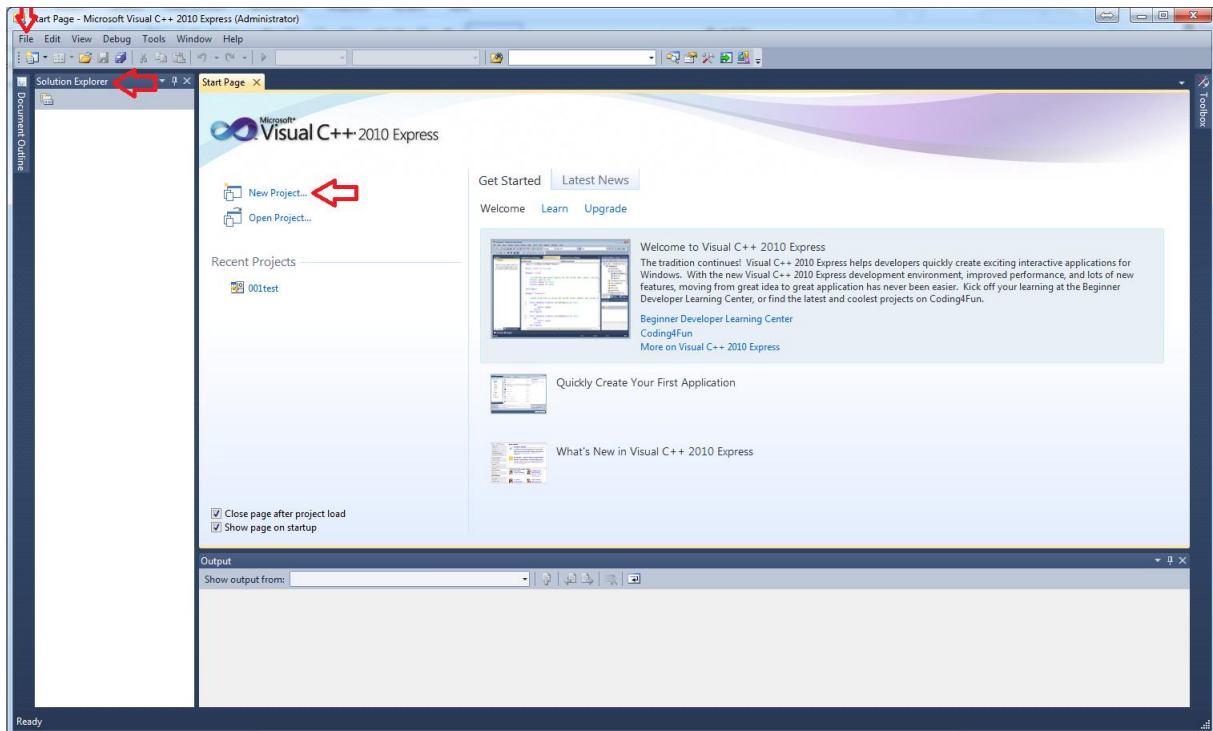 art Page - Microsoft Visual C++ 2010 Express (Administrator)
File Edit View Debug Tools Window Help
Solution Explorer
Start Page
Document Outline
Toolbox
Microsoft
Visual C++ 2010 Express
New Project...
Open Project...
Recent Projects
001test
Close page after project load
Show page on startup
Get Started Latest News
Welcome Learn Upgrade
Welcome to Visual C++ 2010 Express
The tradition continues! Visual C++ 2010 Express helps developers quickly create exciting interactive applications for
Windows. With the new Visual C++ 2010 Express development environment, improved performance, and lots of new
features, moving from great idea to great application has never been easier. Kick off your learning at the Beginner
Developer Learning Center, or find the latest and coolest projects on Coding4Fun.
Beginner Developer Learning Center
Coding4Fun
More on Visual C++ 2010 Express
Quickly Create Your First Application
What's New in Visual C++ 2010 Express
Output
Show output from:
Ready